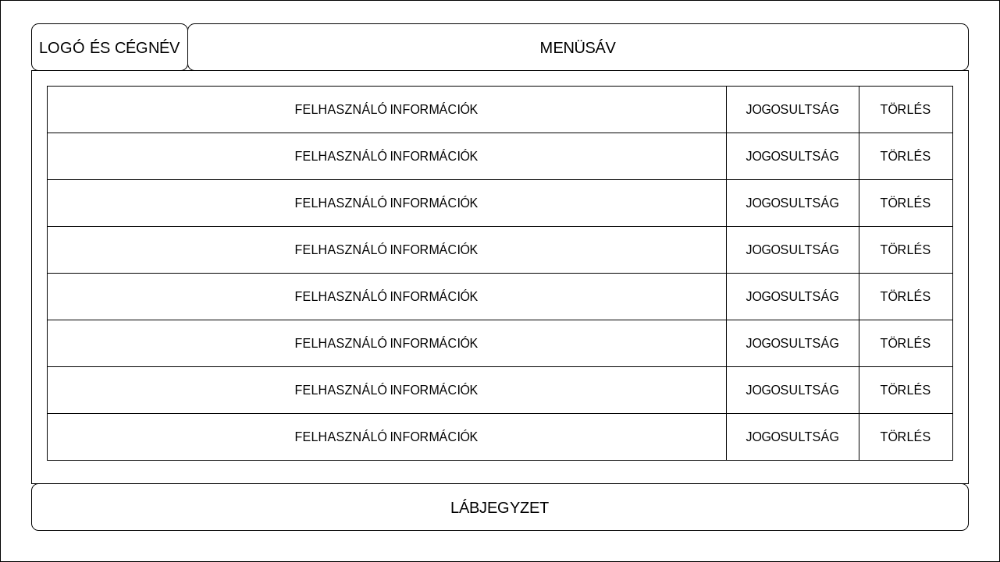 LOGÓ ÉS CÉGNÉV MENÜSÁV
FELHASZNÁLÓ INFORMÁCIÓK JOGOSULTSÁG TÖRLÉS
FELHASZNÁLÓ INFORMÁCIÓK JOGOSULTSÁG TÖRLÉS
FELHASZNÁLÓ INFORMÁCIÓK JOGOSULTSÁG TÖRLÉS
FELHASZNÁLÓ INFORMÁCIÓK JOGOSULTSÁG TÖRLÉS
FELHASZNÁLÓ INFORMÁCIÓK JOGOSULTSÁG TÖRLÉS
FELHASZNÁLÓ INFORMÁCIÓK JOGOSULTSÁG TÖRLÉS
FELHASZNÁLÓ INFORMÁCIÓK JOGOSULTSÁG TÖRLÉS
FELHASZNÁLÓ INFORMÁCIÓK JOGOSULTSÁG TÖRLÉS
LÁBJEGYZET